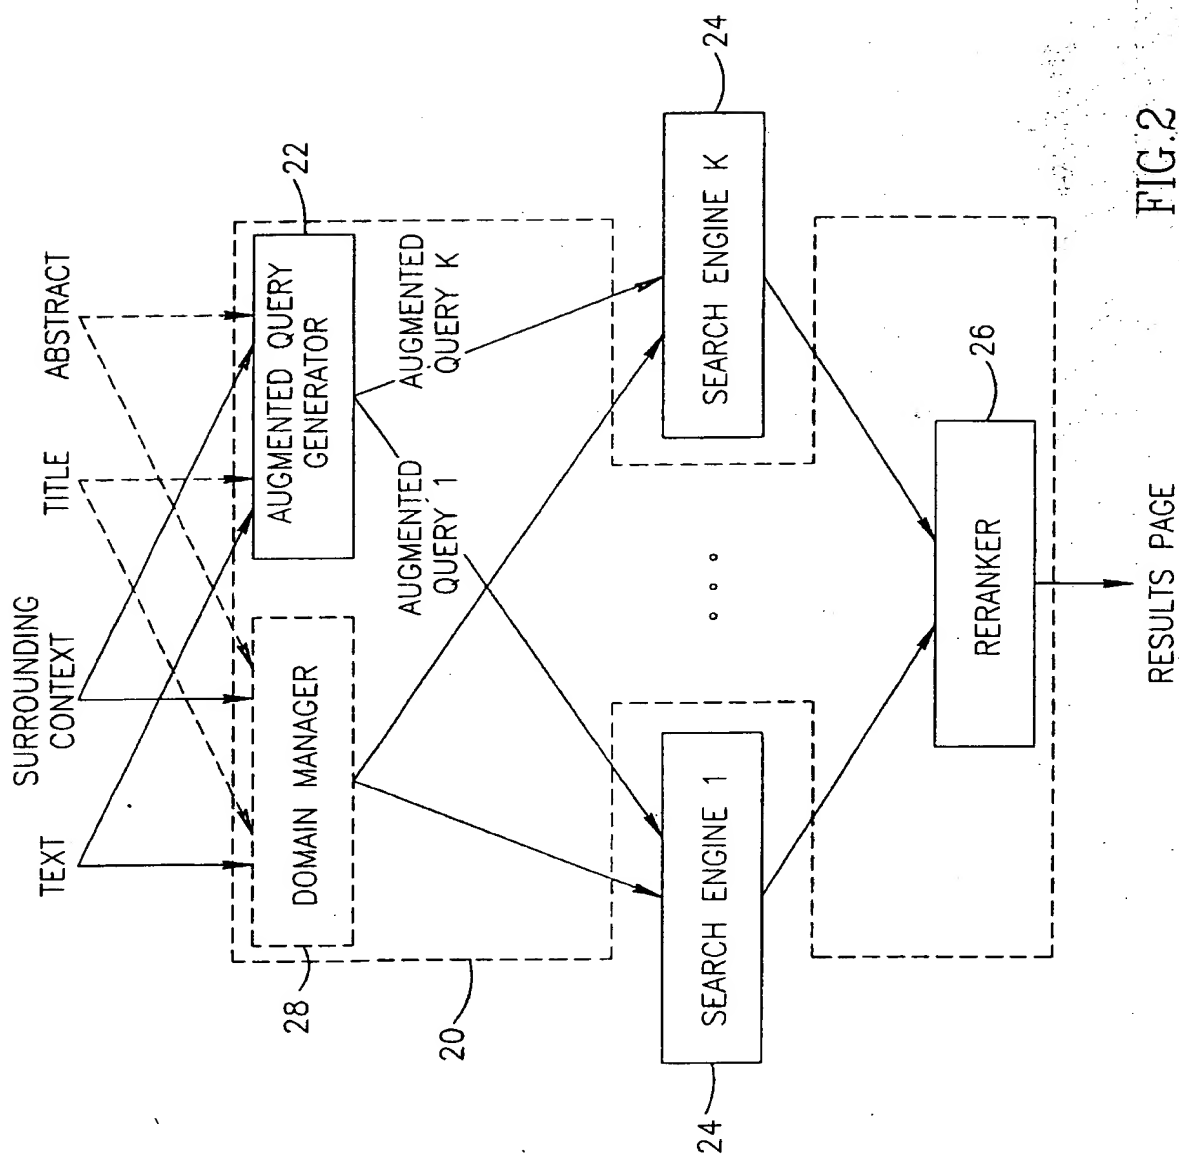 TEXT
SURROUNDING
CONTEXT
TITLE
ABSTRACT
28
DOMAIN MANAGER
AUGMENTED QUERY
GENERATOR
22
20
AUGMENTED
QUERY 1
AUGMENTED
QUERY K
24
SEARCH ENGINE 1
SEARCH ENGINE K
24
RERANKER
26
RESULTS PAGE
FIG.2